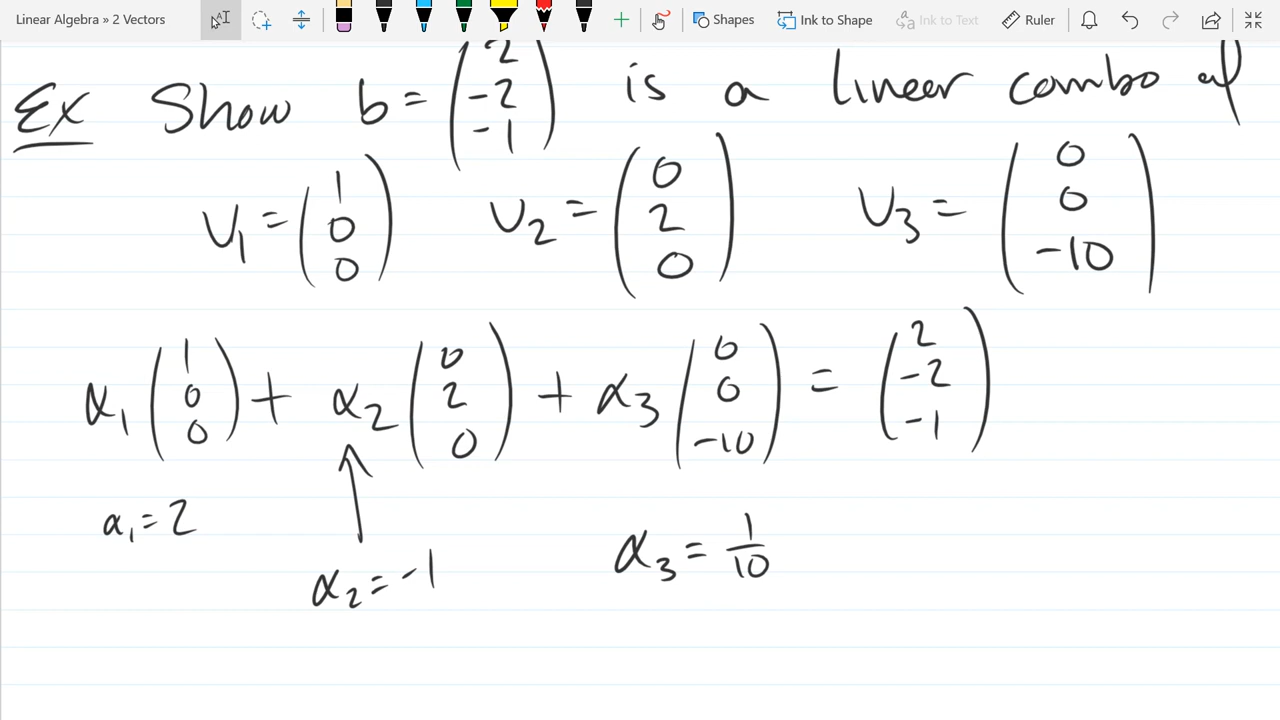 Linear Algebra » 2 Vectors Shapes Ink to Shape Ink to Text Ruler
Ex Show b = (2 -2 -1) is a linear combo of
V₁ = (1 0 0) V₂ = (0 2 0) V₃ = (0 0 -10)
α₁ (1 0 0) + α₂ (0 2 0) + α₃ (0 0 -10) = (2 -2 -1)
α₁ = 2 α₂ = -1 α₃ = 1/10